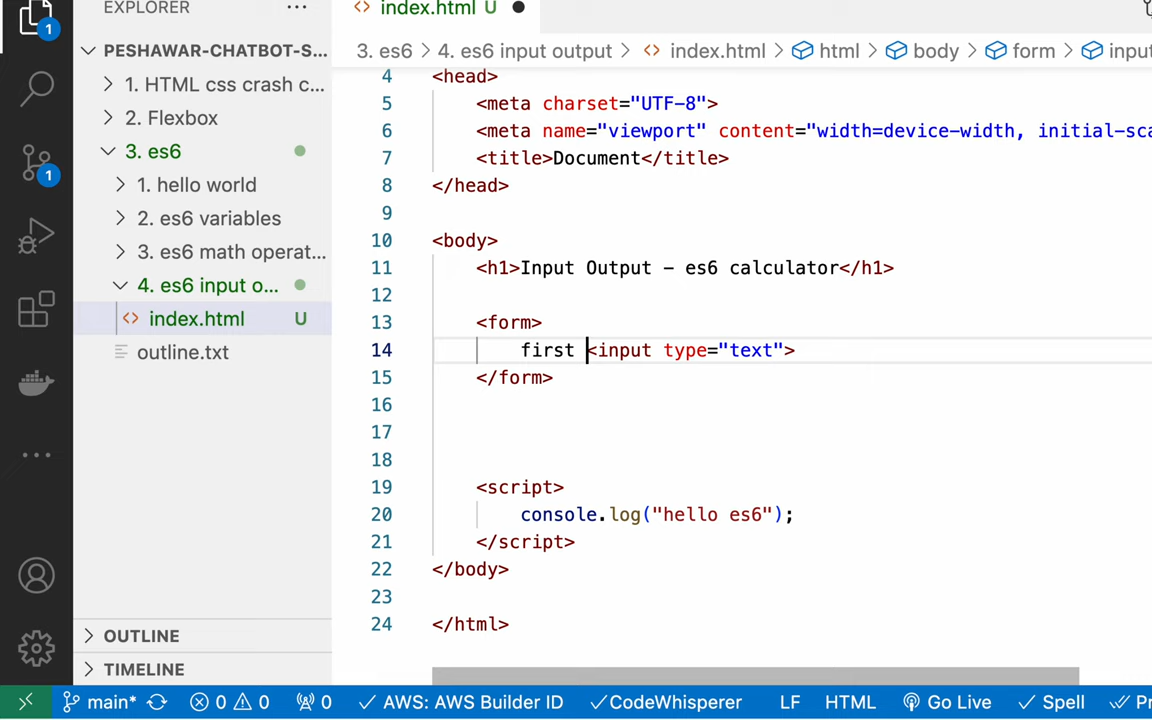 EXPLORER
···
<> index.html U ●
1
PESHAWAR-CHATBOT-S...
3. es6 > 4. es6 input output > <> index.html > html > body > form > input
1. HTML css crash c...
2. Flexbox
3. es6
1. hello world
2. es6 variables
3. es6 math operat...
4. es6 input o...
<> index.html U
outline.txt
1
4 <head>
5 <meta charset="UTF-8">
6 <meta name="viewport" content="width=device-width, initial-sca
7 <title>Document</title>
8 </head>
9
10 <body>
11 <h1>Input Output - es6 calculator</h1>
12
13 <form>
14 first <input type="text">
15 </form>
16
17
18
19 <script>
20 console.log("hello es6");
21 </script>
22 </body>
23
24 </html>
OUTLINE
TIMELINE
main* 0 0 0 AWS: AWS Builder ID CodeWhisperer LF HTML Go Live Spell